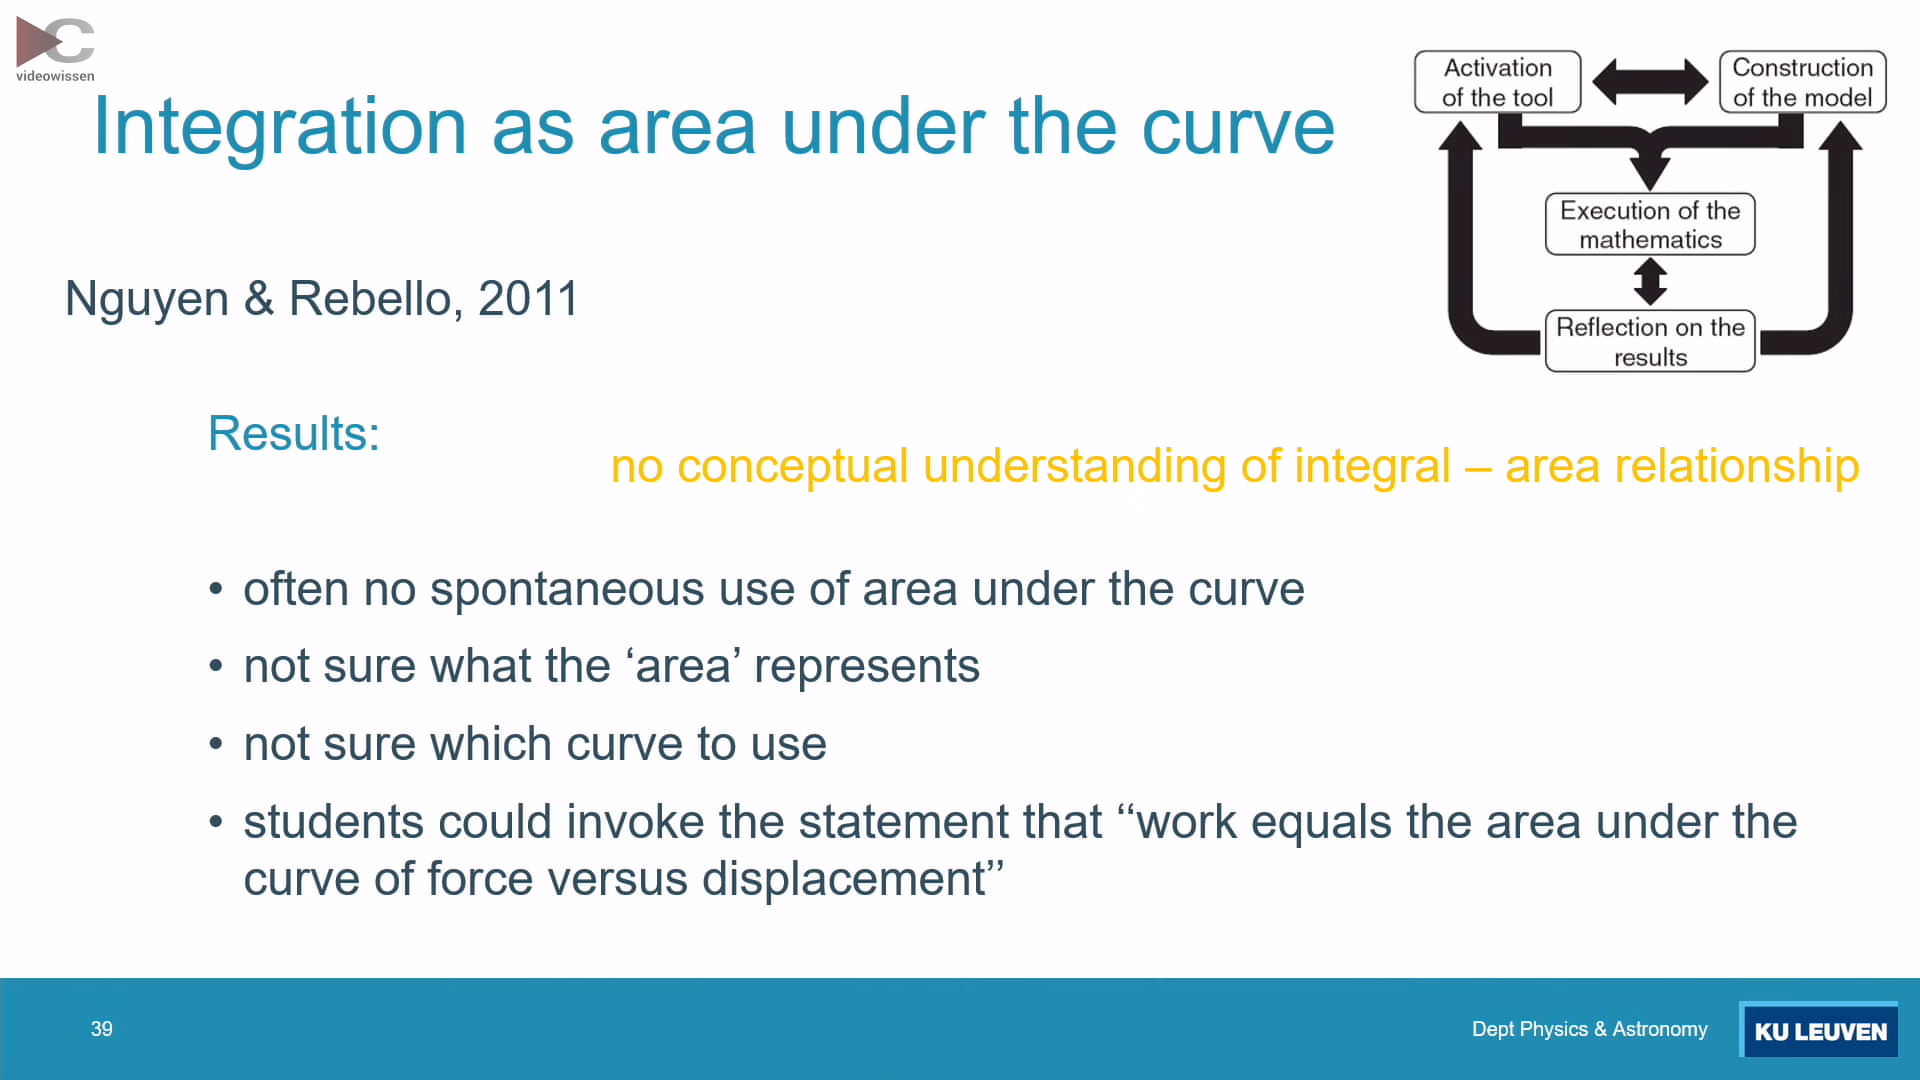 C
videowissen
Integration as area under the curve
Activation
of the tool
Construction
of the model
Execution of the
mathematics
Reflection on the
results
Nguyen & Rebello, 2011
Results:
no conceptual understanding of integral – area relationship
• often no spontaneous use of area under the curve
• not sure what the ‘area’ represents
• not sure which curve to use
• students could invoke the statement that ‘‘work equals the area under the
curve of force versus displacement’’
39
Dept Physics & Astronomy
KU LEUVEN